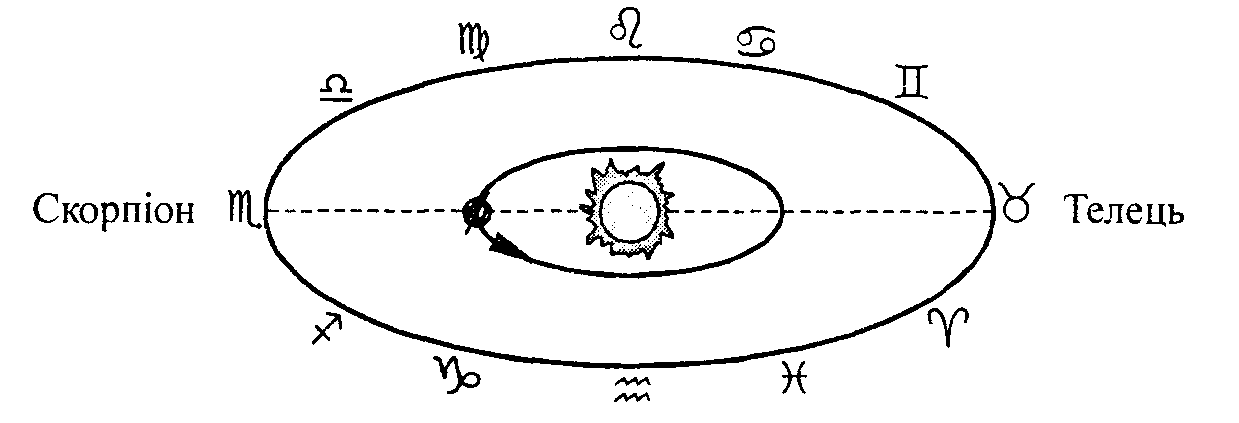 ♍ ♌ ♋
♎ ♊
Скорпіон ♏ ♉ Телець
♐ ♈
♑ ♒ ♓